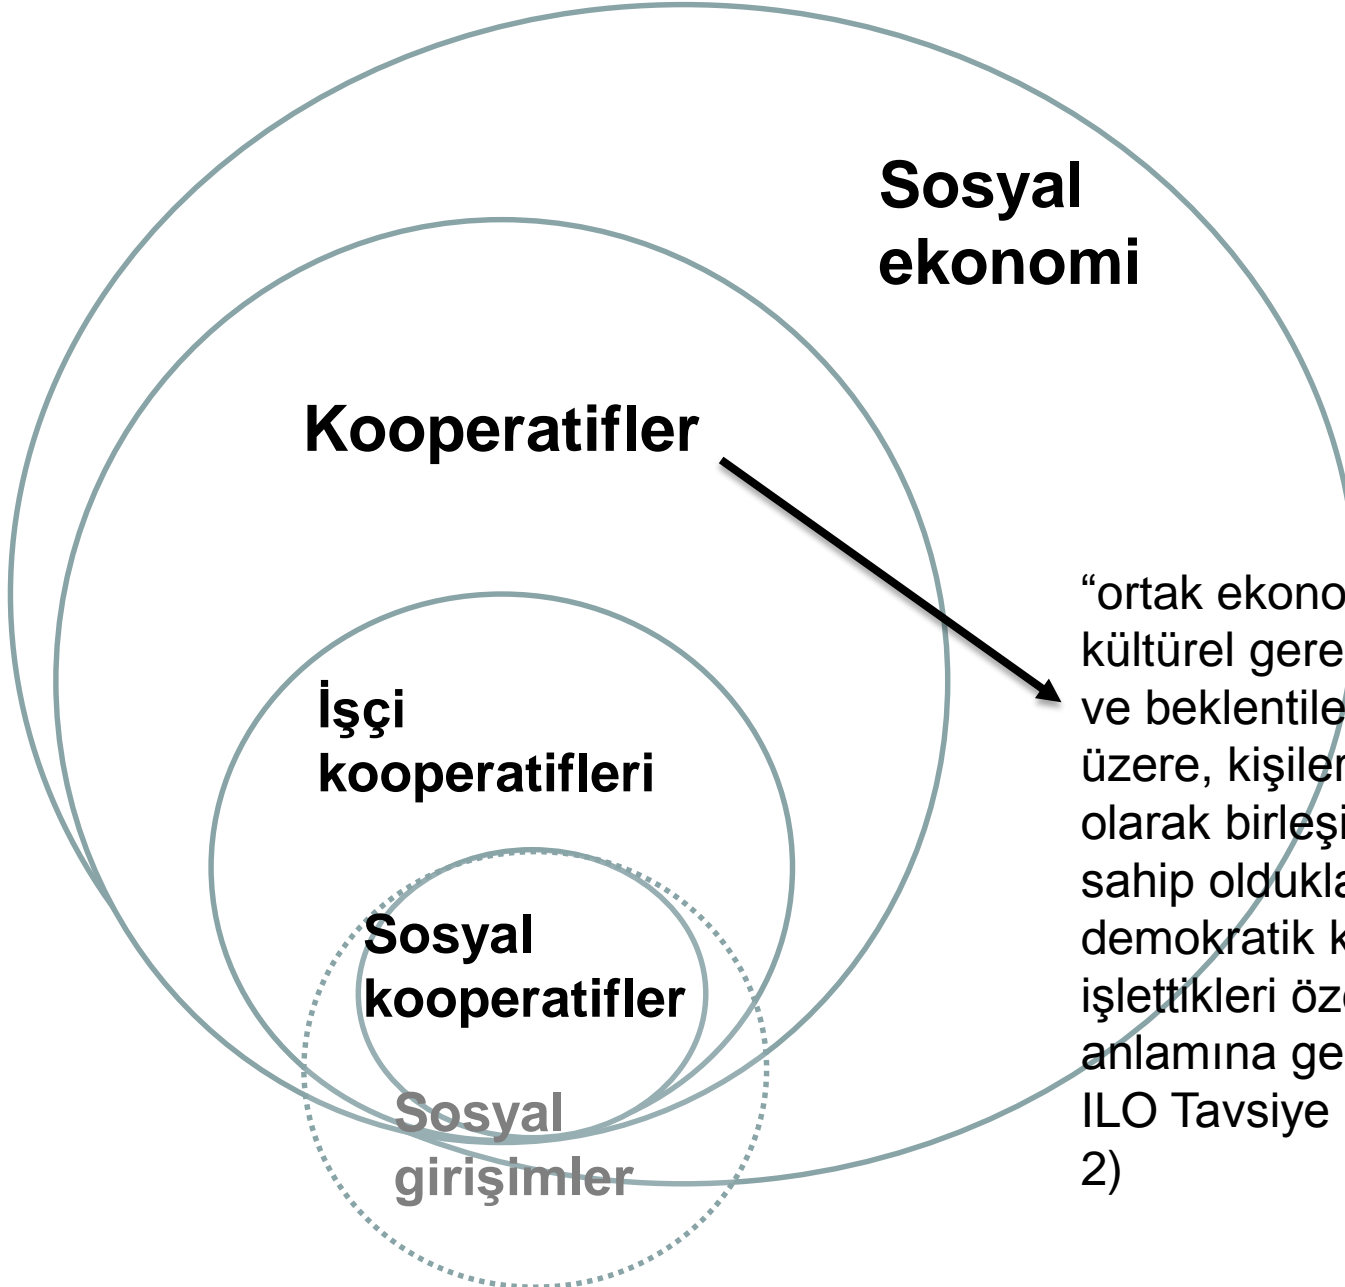 Sosyal
ekonomi
Kooperatifler
“ortak ekono
kültürel gere
ve beklentile
üzere, kişiler
olarak birleşi
sahip oldukla
demokratik k
işlettikleri öz
anlamına ge
ILO Tavsiye
2)
İşçi
kooperatifleri
Sosyal
kooperatifler
Sosyal
girişimler